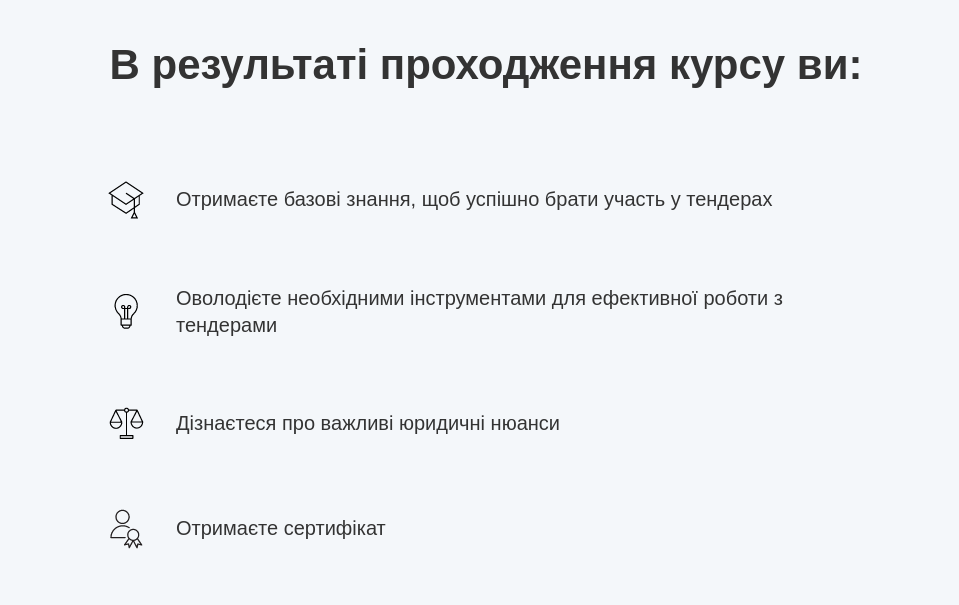 В результаті проходження курсу ви:
Отримаєте базові знання, щоб успішно брати участь у тендерах
Оволодієте необхідними інструментами для ефективної роботи з
тендерами
Дізнаєтеся про важливі юридичні нюанси
Отримаєте сертифікат